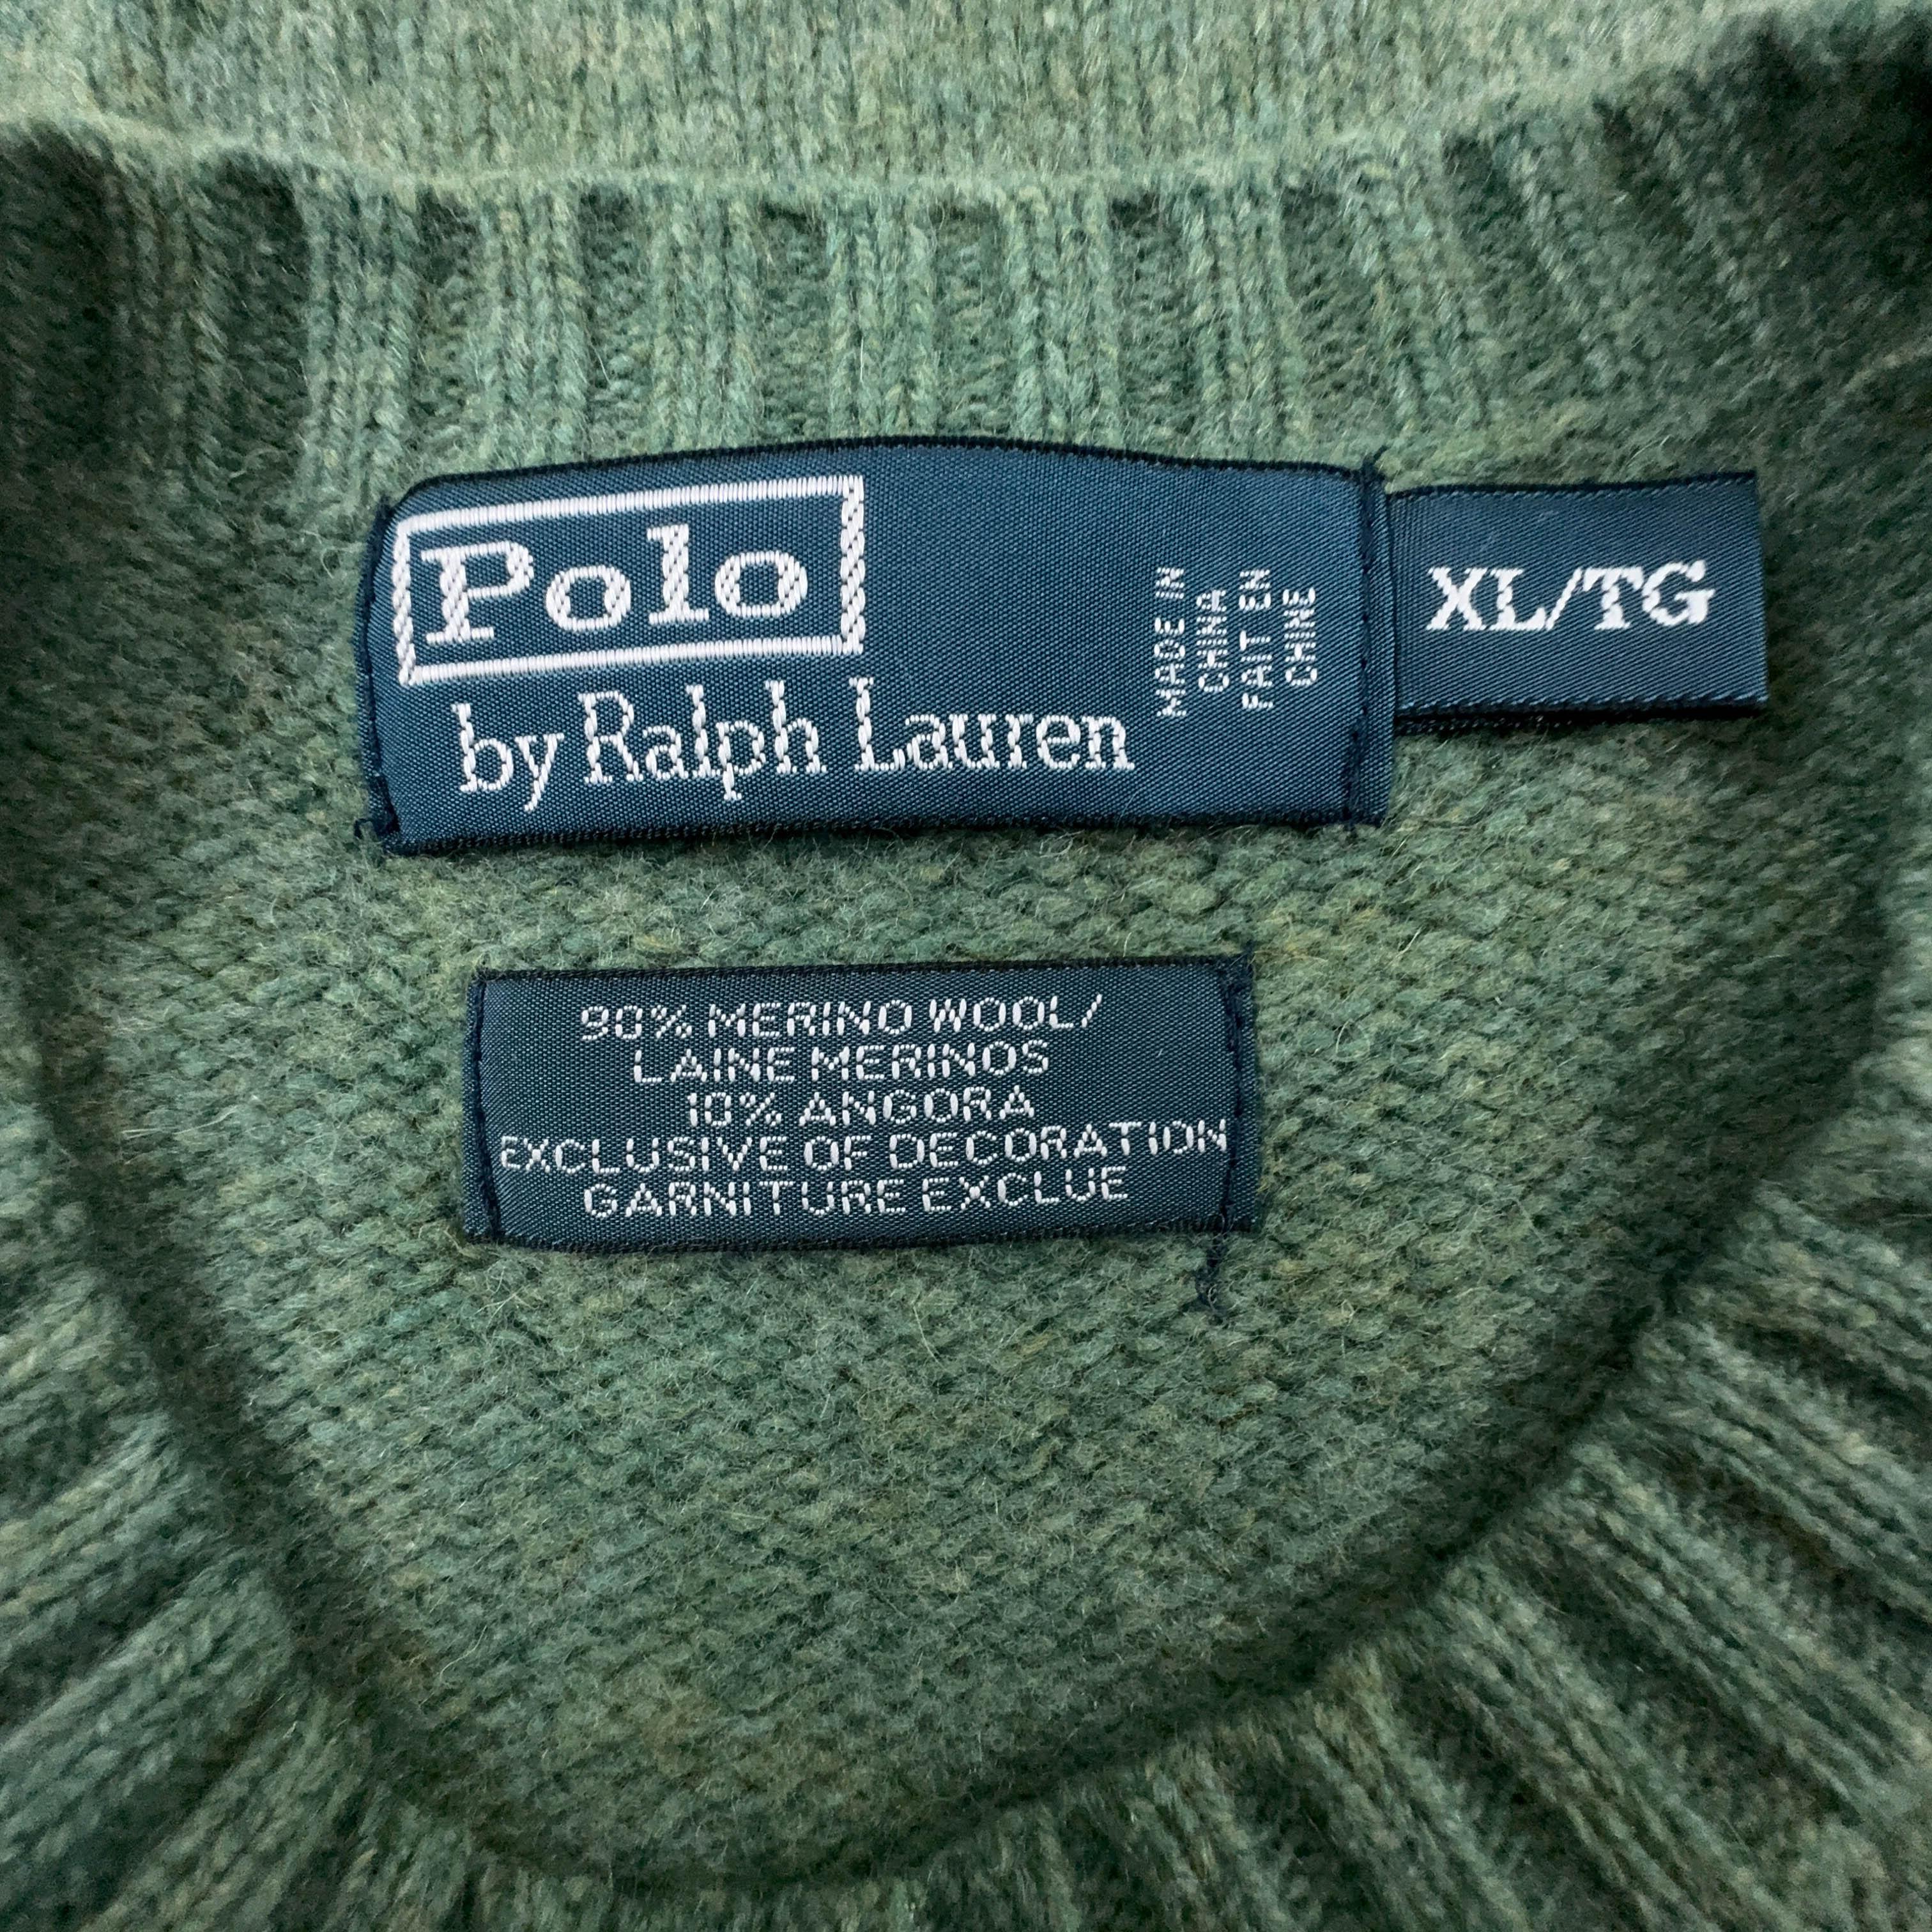 Polo
by Ralph Lauren
MADE IN
CHINA
FAIT EN
CHINE
XL/TG
90% MERINO WOOL/
LAINE MERINOS
10% ANGORA
EXCLUSIVE OF DECORATION
GARNITURE EXCLUE